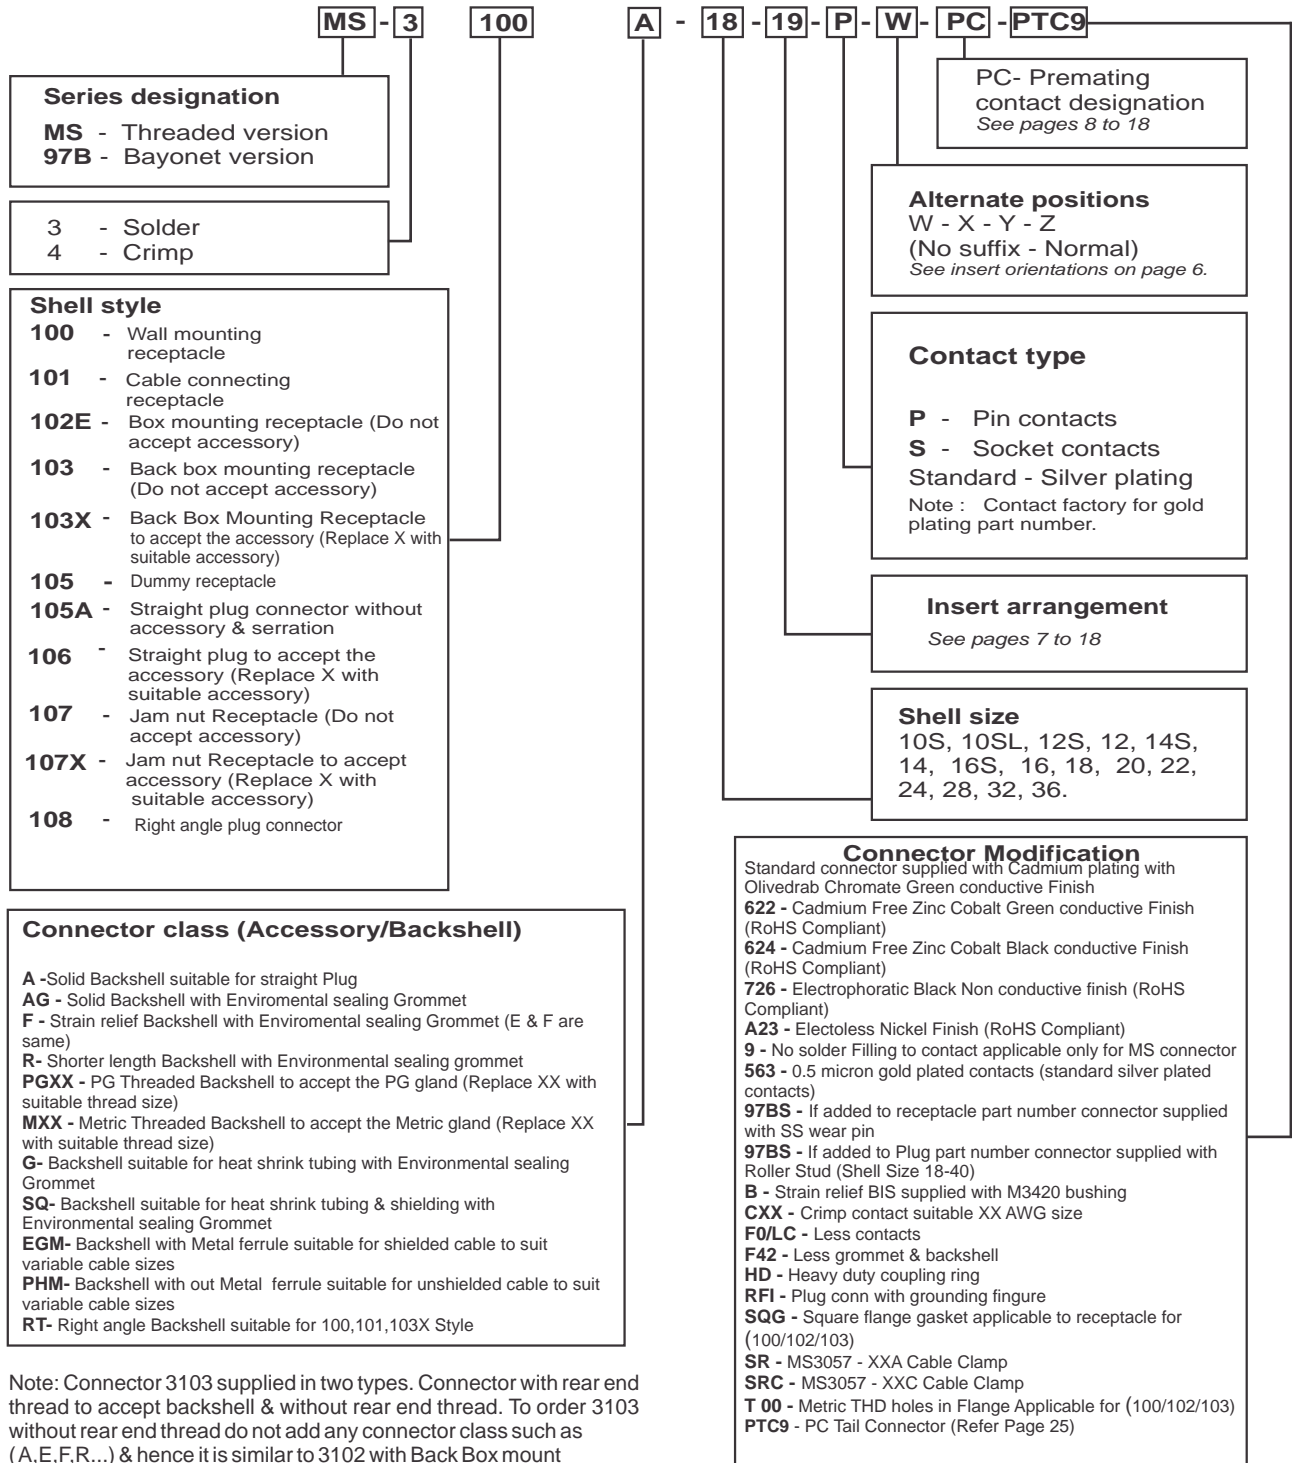 MS - 3 100 A - 18 - 19 - P - W - PC - PTC9
Series designation
MS - Threaded version
97B - Bayonet version
3 - Solder
4 - Crimp
Shell style
100 - Wall mounting
receptacle
101 - Cable connecting
receptacle
102E - Box mounting receptacle (Do not
accept accessory)
103 - Back box mounting receptacle
(Do not accept accessory)
103X - Back Box Mounting Receptacle
to accept the accessory (Replace X with
suitable accessory)
105 - Dummy receptacle
105A - Straight plug connector without
accessory & serration
106 - Straight plug to accept the
accessory (Replace X with
suitable accessory)
107 - Jam nut Receptacle (Do not
accept accessory)
107X - Jam nut Receptacle to accept
accessory (Replace X with
suitable accessory)
108 - Right angle plug connector
Connector class (Accessory/Backshell)
A -Solid Backshell suitable for straight Plug
AG - Solid Backshell with Enviromental sealing Grommet
F - Strain relief Backshell with Enviromental sealing Grommet (E & F are
same)
R- Shorter length Backshell with Environmental sealing grommet
PGXX - PG Threaded Backshell to accept the PG gland (Replace XX with
suitable thread size)
MXX - Metric Threaded Backshell to accept the Metric gland (Replace XX
with suitable thread size)
G- Backshell suitable for heat shrink tubing with Environmental sealing
Grommet
SQ- Backshell suitable for heat shrink tubing & shielding with
Environmental sealing Grommet
EGM- Backshell with Metal ferrule suitable for shielded cable to suit
variable cable sizes
PHM- Backshell with out Metal ferrule suitable for unshielded cable to suit
variable cable sizes
RT- Right angle Backshell suitable for 100,101,103X Style
Note: Connector 3103 supplied in two types. Connector with rear end
thread to accept backshell & without rear end thread. To order 3103
without rear end thread do not add any connector class such as
(A,E,F,R...) & hence it is similar to 3102 with Back Box mount
PC- Premating
contact designation
See pages 8 to 18
Alternate positions
W - X - Y - Z
(No suffix - Normal)
See insert orientations on page 6.
Contact type
P - Pin contacts
S - Socket contacts
Standard - Silver plating
Note : Contact factory for gold
plating part number.
Insert arrangement
See pages 7 to 18
Shell size
10S, 10SL, 12S, 12, 14S,
14, 16S, 16, 18, 20, 22,
24, 28, 32, 36.
Connector Modification
Standard connector supplied with Cadmium plating with
Olivedrab Chromate Green conductive Finish
622 - Cadmium Free Zinc Cobalt Green conductive Finish
(RoHS Compliant)
624 - Cadmium Free Zinc Cobalt Black conductive Finish
(RoHS Compliant)
726 - Electrophoratic Black Non conductive finish (RoHS
Compliant)
A23 - Electoless Nickel Finish (RoHS Compliant)
9 - No solder Filling to contact applicable only for MS connector
563 - 0.5 micron gold plated contacts (standard silver plated
contacts)
97BS - If added to receptacle part number connector supplied
with SS wear pin
97BS - If added to Plug part number connector supplied with
Roller Stud (Shell Size 18-40)
B - Strain relief BIS supplied with M3420 bushing
CXX - Crimp contact suitable XX AWG size
F0/LC - Less contacts
F42 - Less grommet & backshell
HD - Heavy duty coupling ring
RFI - Plug conn with grounding fingure
SQG - Square flange gasket applicable to receptacle for
(100/102/103)
SR - MS3057 - XXA Cable Clamp
SRC - MS3057 - XXC Cable Clamp
T 00 - Metric THD holes in Flange Applicable for (100/102/103)
PTC9 - PC Tail Connector (Refer Page 25)